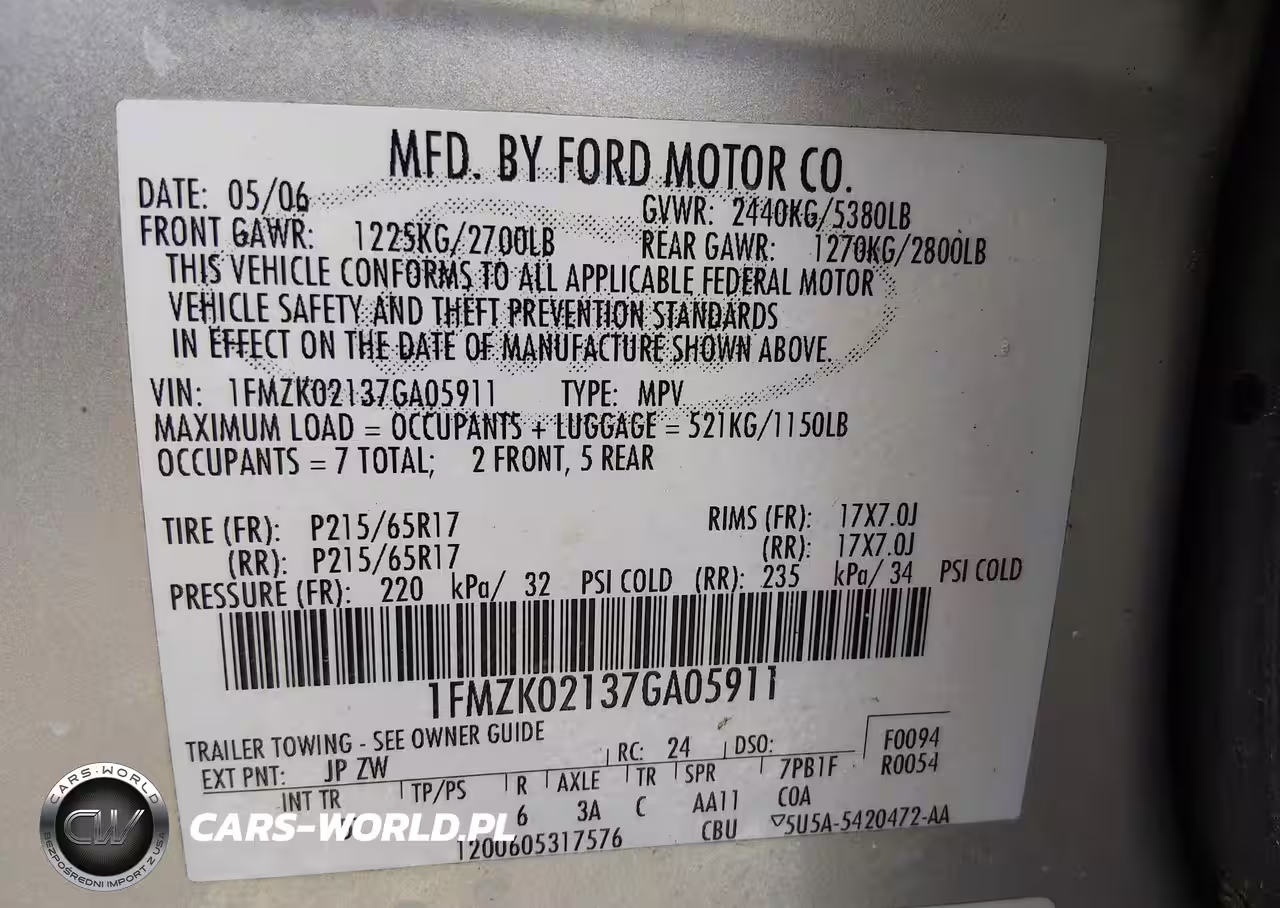 MFD. BY FORD MOTOR CO.
DATE: 05/06 GVWR: 2440KG/5380LB
FRONT GAWR: 1225KG/2700LB REAR GAWR: 1270KG/2800LB
THIS VEHICLE CONFORMS TO ALL APPLICABLE FEDERAL MOTOR
VEHICLE SAFETY AND THEFT PREVENTION STANDARDS
IN EFFECT ON THE DATE OF MANUFACTURE SHOWN ABOVE.
VIN: 1FMZK02137GA05911 TYPE: MPV
MAXIMUM LOAD = OCCUPANTS + LUGGAGE = 521KG/1150LB
OCCUPANTS = 7 TOTAL; 2 FRONT, 5 REAR
TIRE (FR): P215/65R17 RIMS (FR): 17X7.0J
(RR): P215/65R17 (RR): 17X7.0J
PRESSURE (FR): 220 kPa/ 32 PSI COLD (RR): 235 kPa/ 34 PSI COLD
1FMZK02137GA05911
TRAILER TOWING - SEE OWNER GUIDE
EXT PNT: JP ZW RC: 24 DSO: F0094
INT TR TP/PS R AXLE TR SPR 7PB1F R0054
6 3A C AA11 COA
1200605317576 CBU 5U5A-5420472-AA
CARS-WORLD
CW
BEZPOŚREDNI IMPORT Z USA
CARS-WORLD.PL